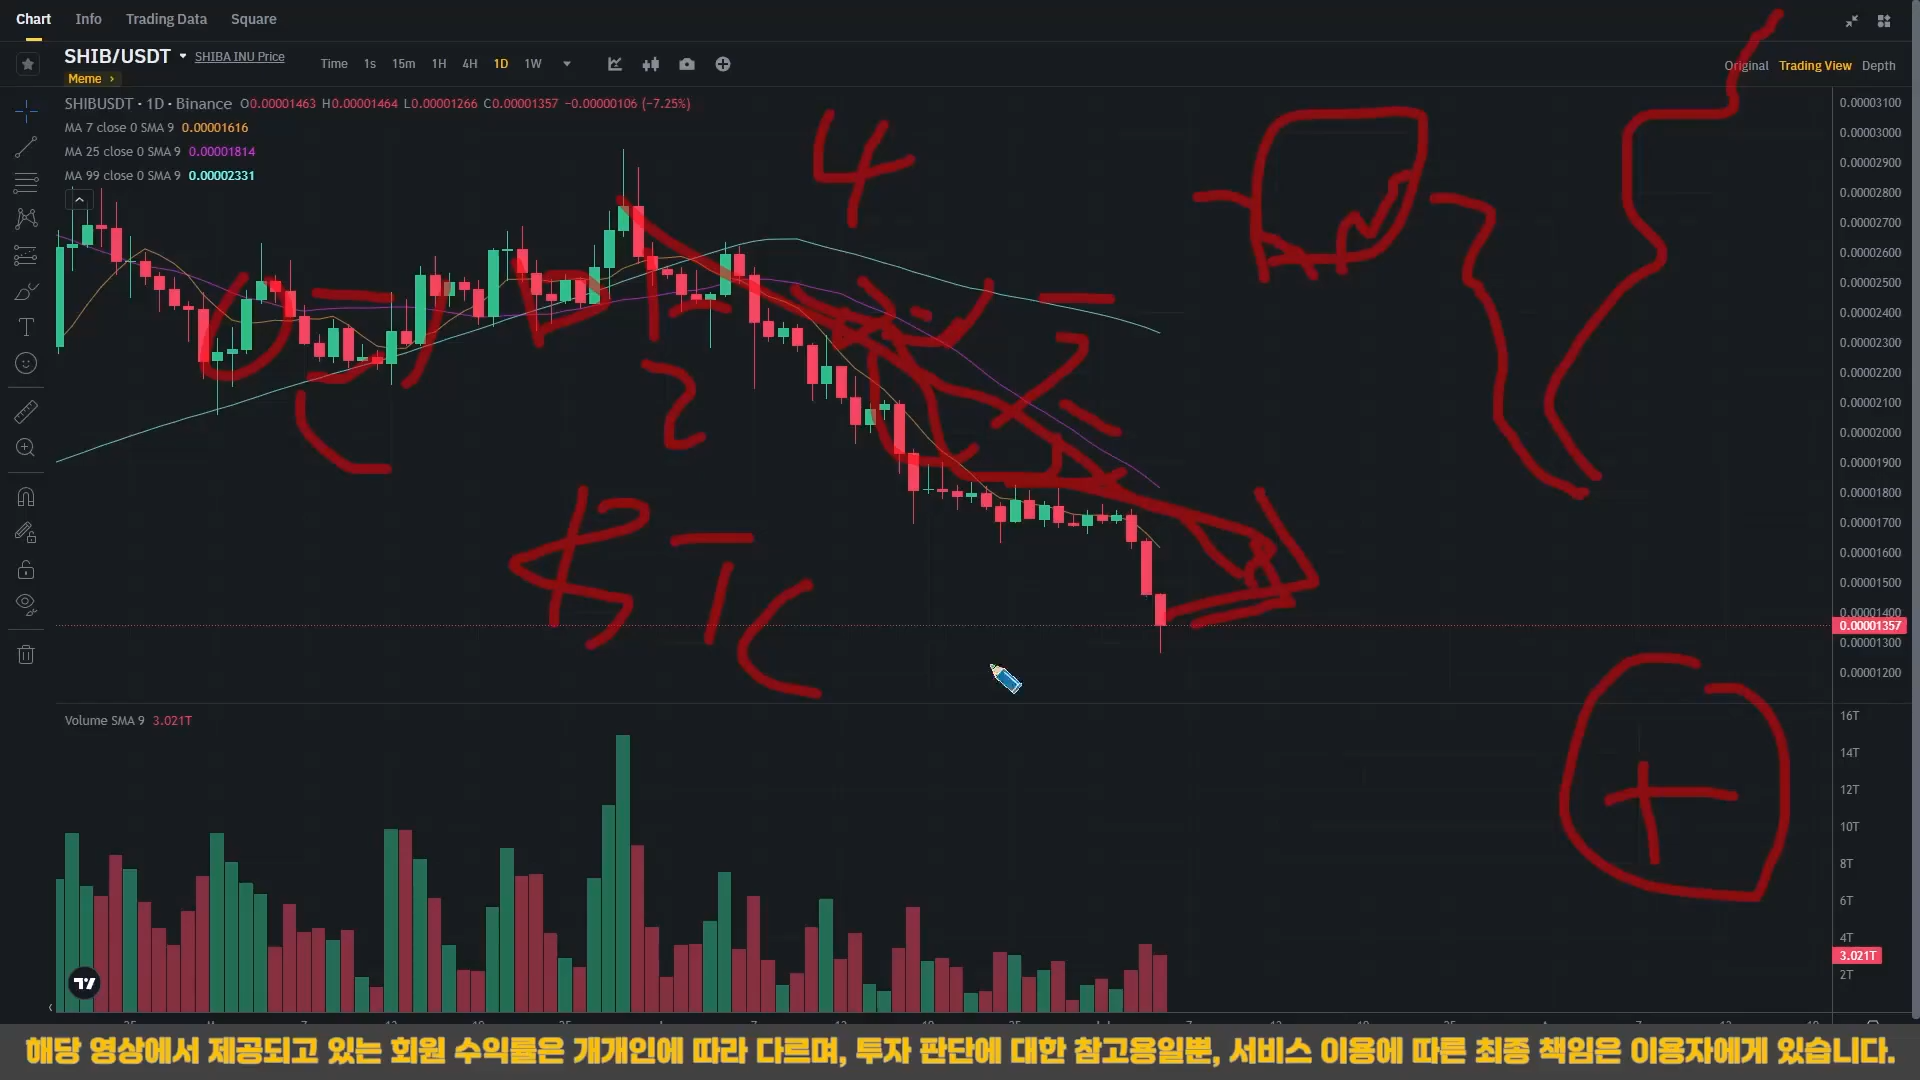 Chart Info Trading Data Square
SHIB/USDT SHIBA INU Price Time 1s 15m 1H 4H 1D 1W Original Trading View Depth
Meme
SHIBUSDT · 1D · Binance O0.00001463 H0.00001464 L0.00001266 C0.00001357 −0.00000106 (−7.25%)
MA 7 close 0 SMA 9 0.00001616
MA 25 close 0 SMA 9 0.00001814
MA 99 close 0 SMA 9 0.00002331
0.00003100
0.00003000
0.00002900
0.00002800
0.00002700
0.00002600
0.00002500
0.00002400
0.00002300
0.00002200
0.00002100
0.00002000
0.00001900
0.00001800
0.00001700
0.00001600
0.00001500
0.00001400
0.00001357
0.00001300
0.00001200
4
2
BTC
Volume SMA 9 3.021T
16T
14T
12T
10T
8T
6T
4T
3.021T
2T
해당 영상에서 제공되고 있는 회원 수익률은 개개인에 따라 다르며, 투자 판단에 대한 참고용일뿐, 서비스 이용에 따른 최종 책임은 이용자에게 있습니다.